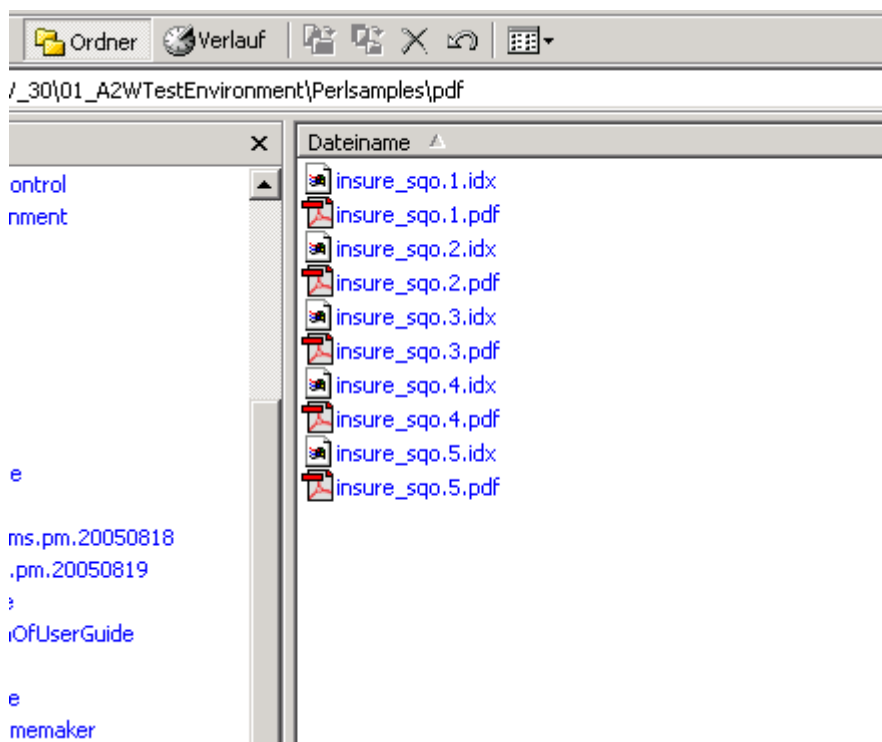 Ordner Verlauf
/_30\01_A2WTestEnvironment\Perlsamples\pdf
Dateiname
ontrol
nment
e
ms.pm.20050818
.pm.20050819
OfUserGuide
e
memaker
insure_sqo.1.idx
insure_sqo.1.pdf
insure_sqo.2.idx
insure_sqo.2.pdf
insure_sqo.3.idx
insure_sqo.3.pdf
insure_sqo.4.idx
insure_sqo.4.pdf
insure_sqo.5.idx
insure_sqo.5.pdf